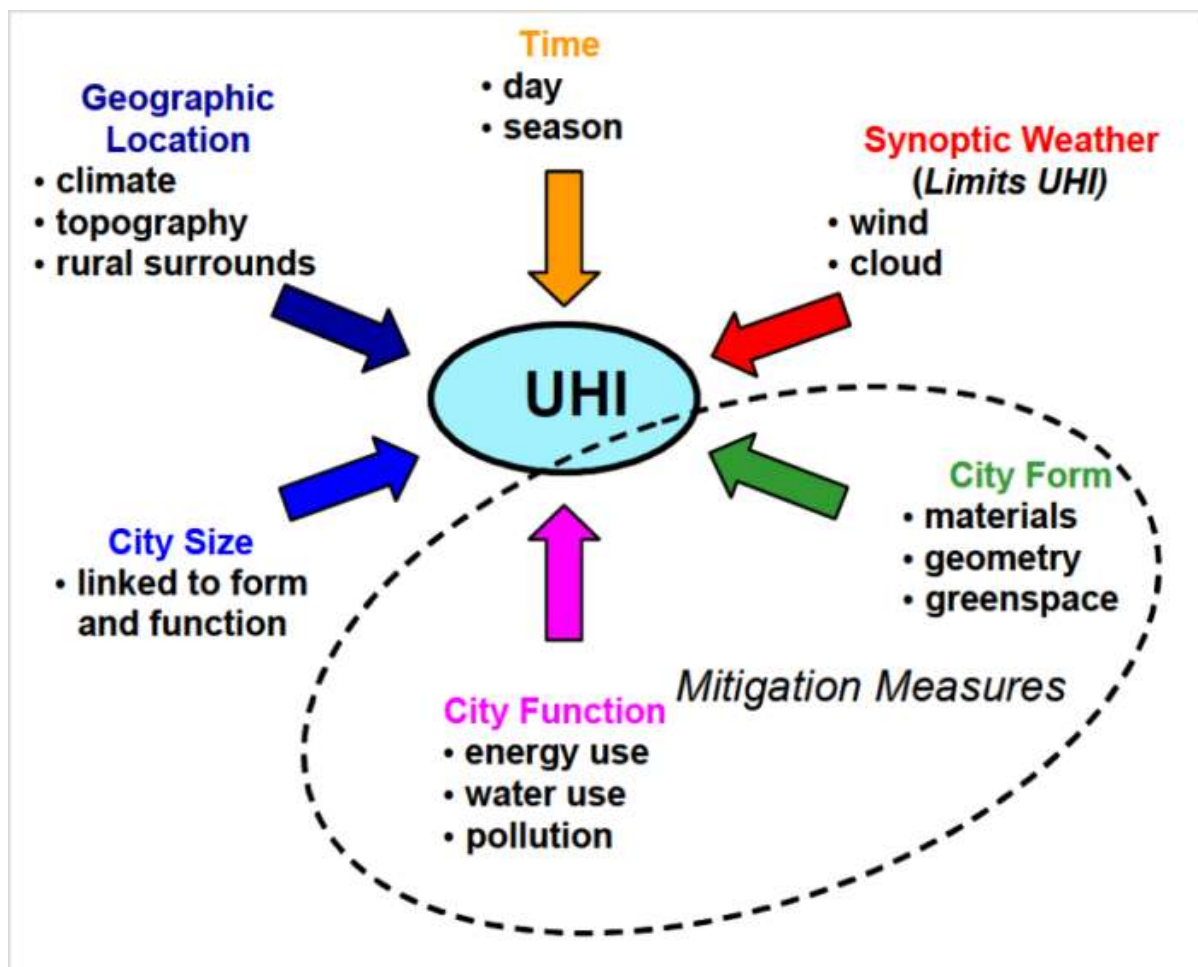 Time
• day
• season
Geographic
Location
• climate
• topography
• rural surrounds
Synoptic Weather
(Limits UHI)
• wind
• cloud
UHI
City Size
• linked to form
and function
City Form
• materials
• geometry
• greenspace
Mitigation Measures
City Function
• energy use
• water use
• pollution